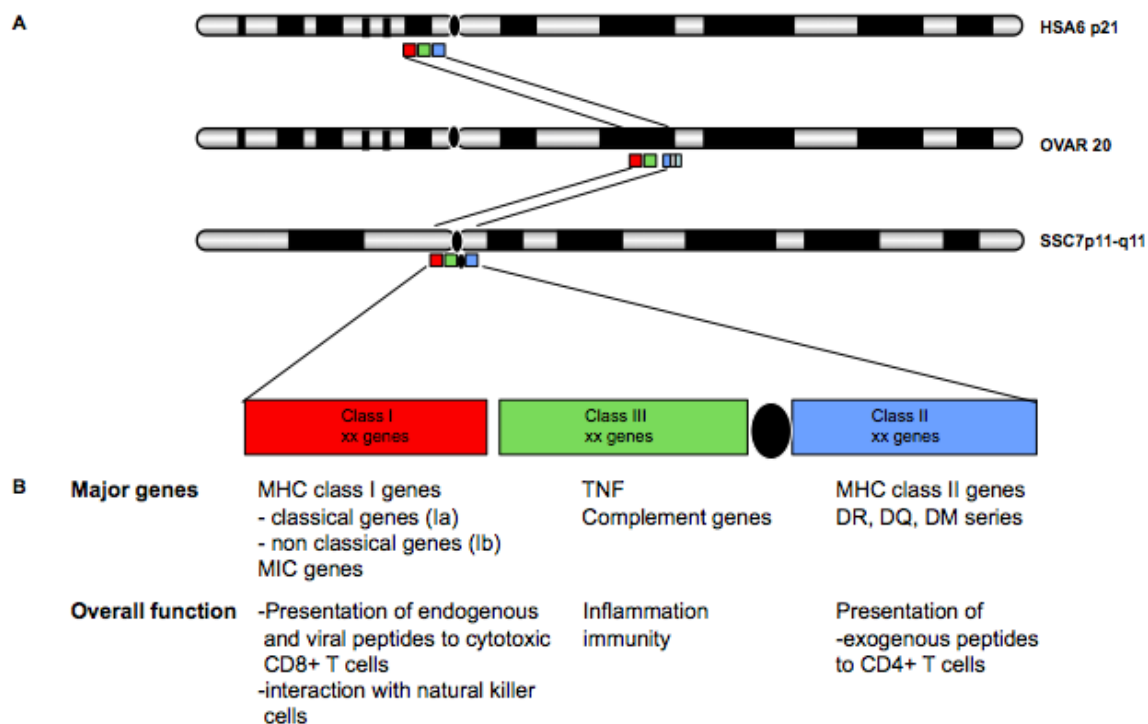 A
HSA6 p21
OVAR 20
SSC7p11-q11
Class I
xx genes
Class III
xx genes
Class II
xx genes
B
Major genes
MHC class I genes
- classical genes (Ia)
- non classical genes (Ib)
MIC genes
TNF
Complement genes
MHC class II genes
DR, DQ, DM series
Overall function
-Presentation of endogenous
and viral peptides to cytotoxic
CD8+ T cells
-interaction with natural killer
cells
Inflammation
immunity
Presentation of
-exogenous peptides
to CD4+ T cells